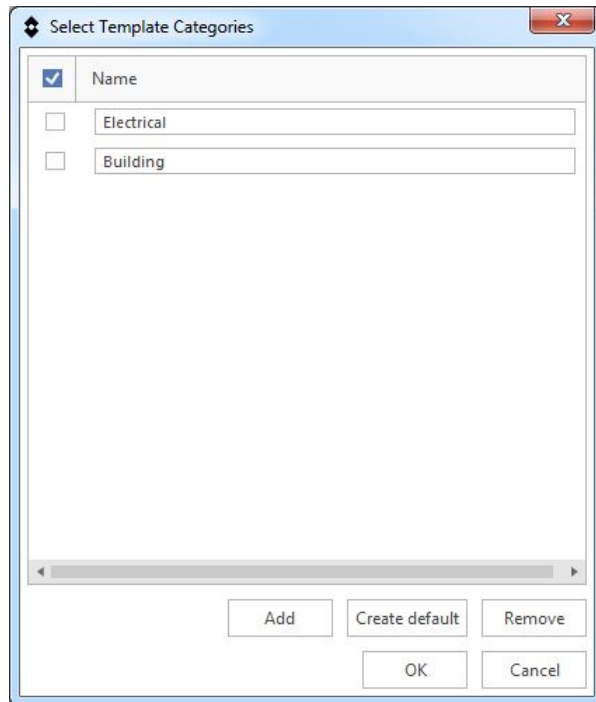 Select Template Categories
Name
Electrical
Building
Add Create default Remove
OK Cancel